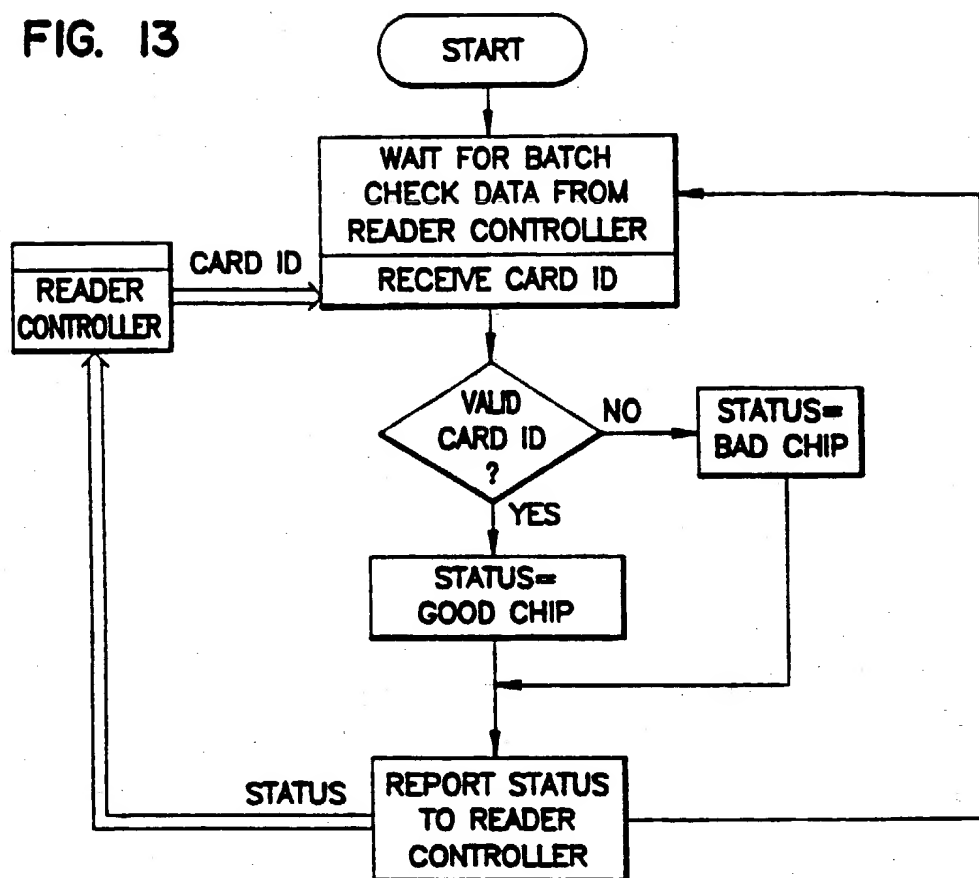 FIG. 13
START
WAIT FOR BATCH
CHECK DATA FROM
READER CONTROLLER
RECEIVE CARD ID
CARD ID
READER
CONTROLLER
VALID
CARD ID
?
NO
STATUS=
BAD CHIP
YES
STATUS=
GOOD CHIP
STATUS
REPORT STATUS
TO READER
CONTROLLER